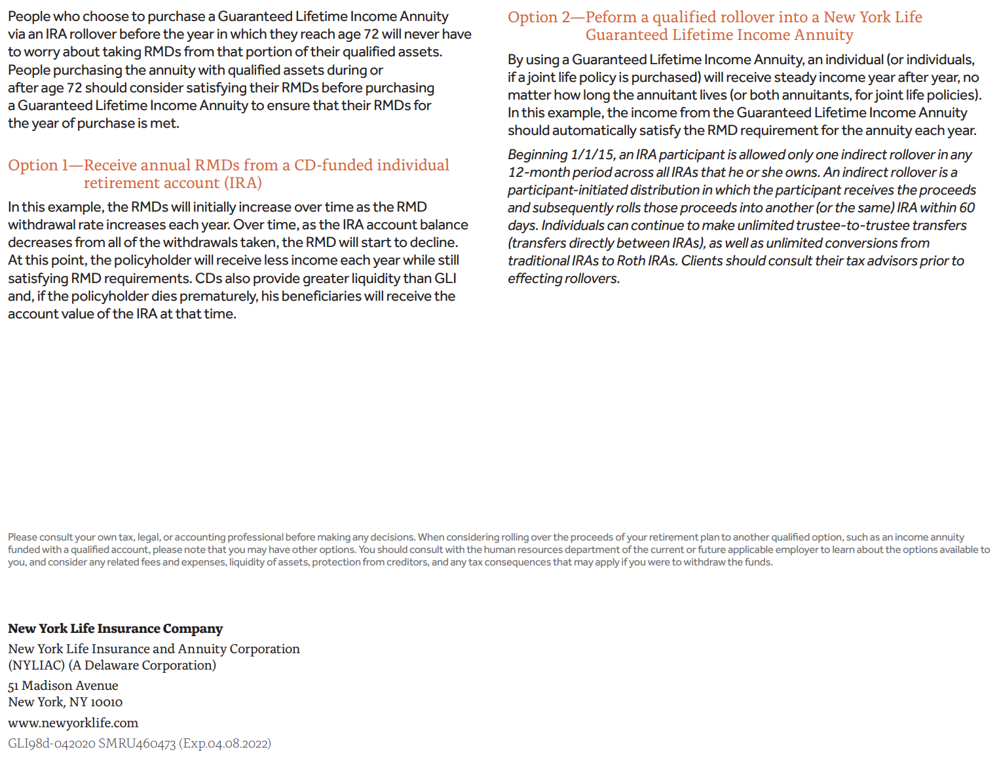 People who choose to purchase a Guaranteed Lifetime Income Annuity
via an IRA rollover before the year in which they reach age 72 will never have
to worry about taking RMDs from that portion of their qualified assets.
People purchasing the annuity with qualified assets during or
after age 72 should consider satisfying their RMDs before purchasing
a Guaranteed Lifetime Income Annuity to ensure that their RMDs for
the year of purchase is met.
Option 1—Receive annual RMDs from a CD-funded individual
retirement account (IRA)
In this example, the RMDs will initially increase over time as the RMD
withdrawal rate increases each year. Over time, as the IRA account balance
decreases from all of the withdrawals taken, the RMD will start to decline.
At this point, the policyholder will receive less income each year while still
satisfying RMD requirements. CDs also provide greater liquidity than GLI
and, if the policyholder dies prematurely, his beneficiaries will receive the
account value of the IRA at that time.
Option 2—Peform a qualified rollover into a New York Life
Guaranteed Lifetime Income Annuity
By using a Guaranteed Lifetime Income Annuity, an individual (or individuals,
if a joint life policy is purchased) will receive steady income year after year, no
matter how long the annuitant lives (or both annuitants, for joint life policies).
In this example, the income from the Guaranteed Lifetime Income Annuity
should automatically satisfy the RMD requirement for the annuity each year.
Beginning 1/1/15, an IRA participant is allowed only one indirect rollover in any
12-month period across all IRAs that he or she owns. An indirect rollover is a
participant-initiated distribution in which the participant receives the proceeds
and subsequently rolls those proceeds into another (or the same) IRA within 60
days. Individuals can continue to make unlimited trustee-to-trustee transfers
(transfers directly between IRAs), as well as unlimited conversions from
traditional IRAs to Roth IRAs. Clients should consult their tax advisors prior to
effecting rollovers.
Please consult your own tax, legal, or accounting professional before making any decisions. When considering rolling over the proceeds of your retirement plan to another qualified option, such as an income annuity
funded with a qualified account, please note that you may have other options. You should consult with the human resources department of the current or future applicable employer to learn about the options available to
you, and consider any related fees and expenses, liquidity of assets, protection from creditors, and any tax consequences that may apply if you were to withdraw the funds.
New York Life Insurance Company
New York Life Insurance and Annuity Corporation
(NYLIAC) (A Delaware Corporation)
51 Madison Avenue
New York, NY 10010
www.newyorklife.com
GLI98d-042020 SMRU460473 (Exp.04.08.2022)